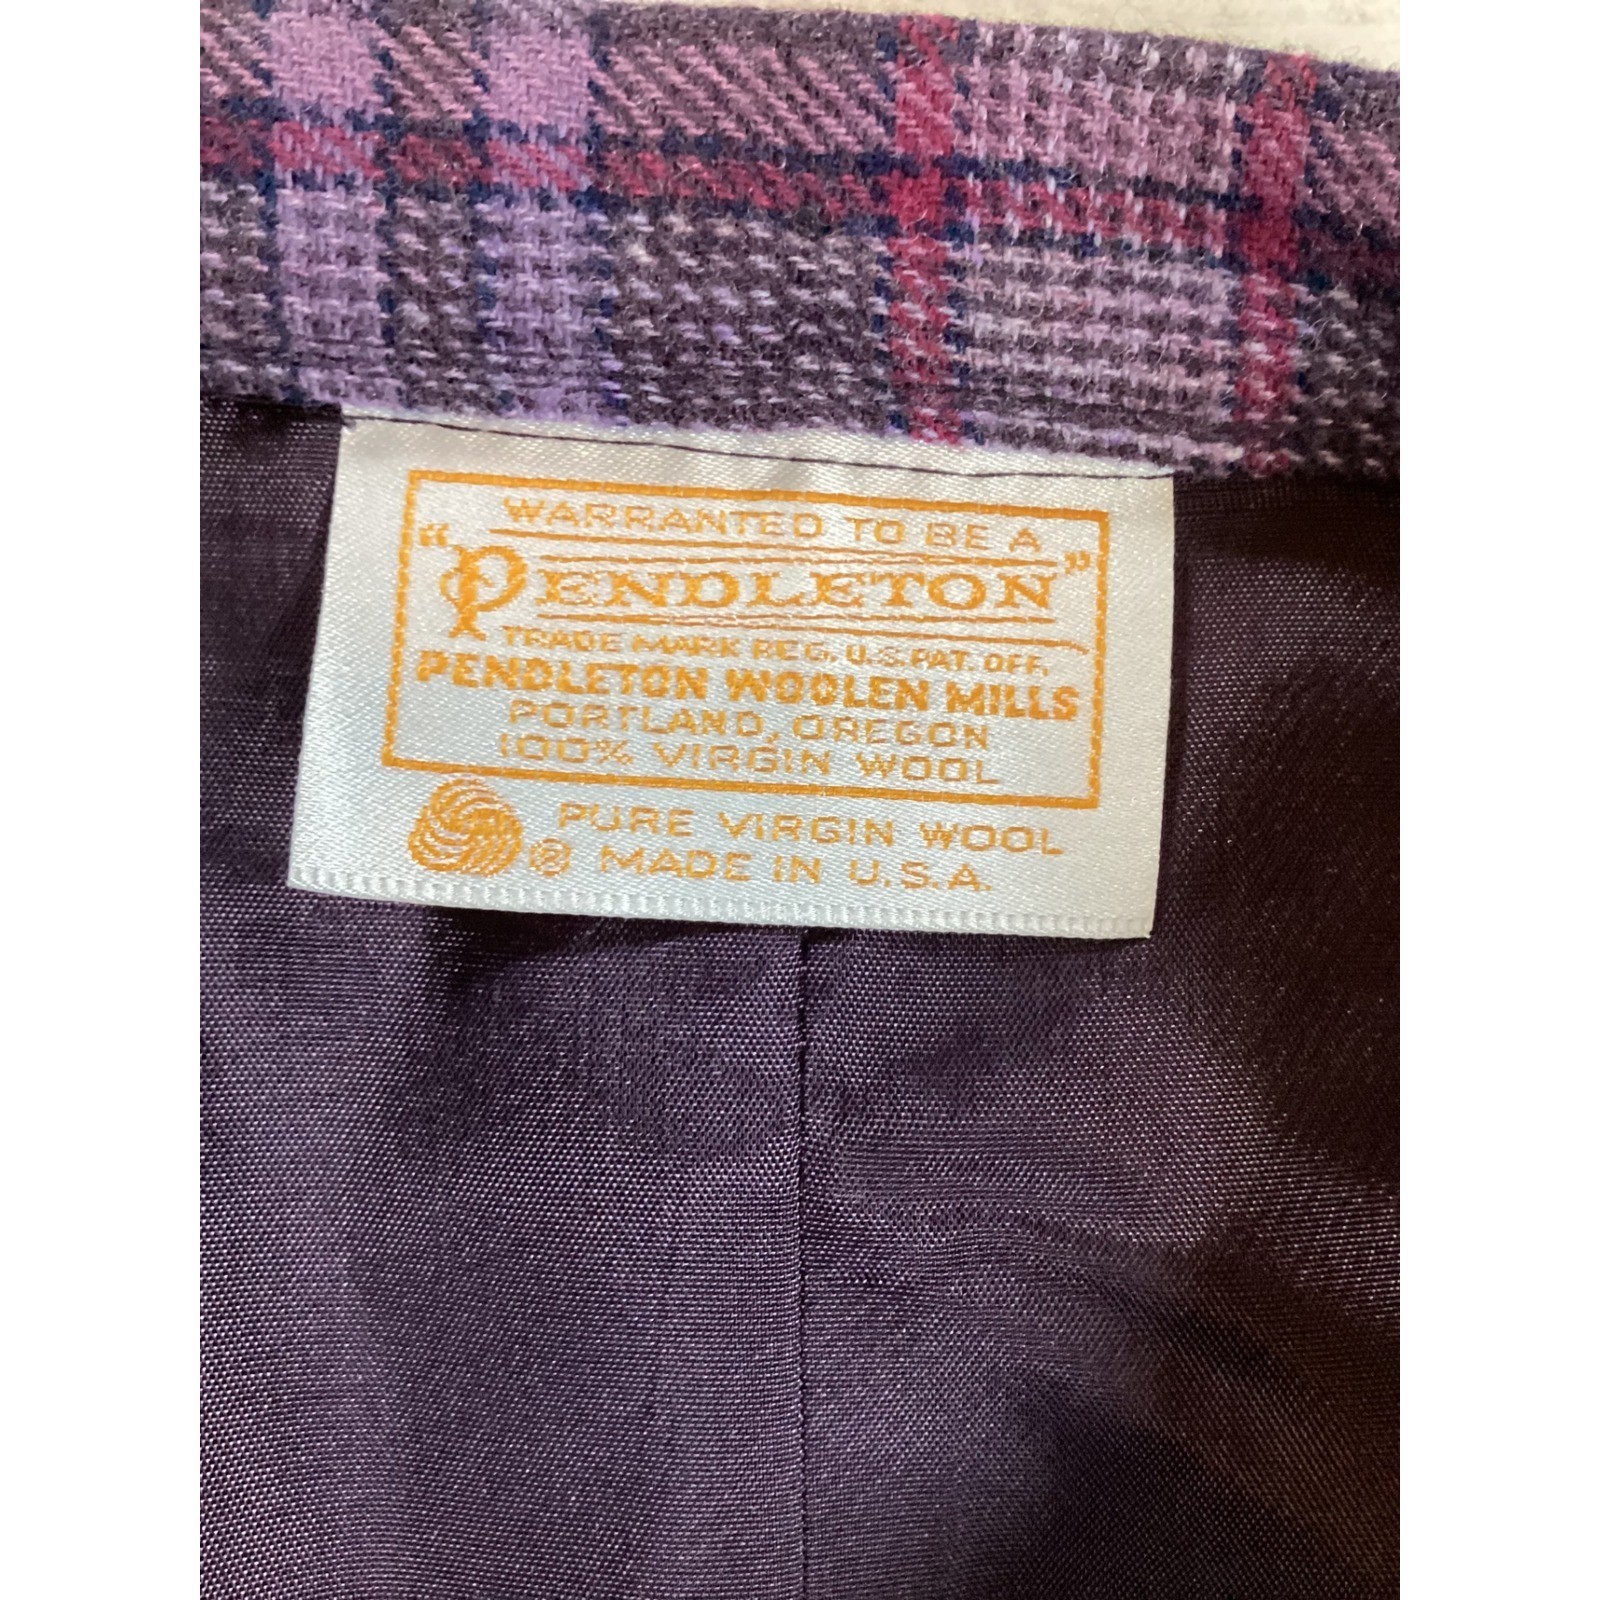 WARRANTED TO BE A
"PENDLETON"
TRADE MARK REG. U.S. PAT. OFF.
PENDLETON WOOLEN MILLS
PORTLAND, OREGON
100% VIRGIN WOOL
PURE VIRGIN WOOL
® MADE IN U.S.A.